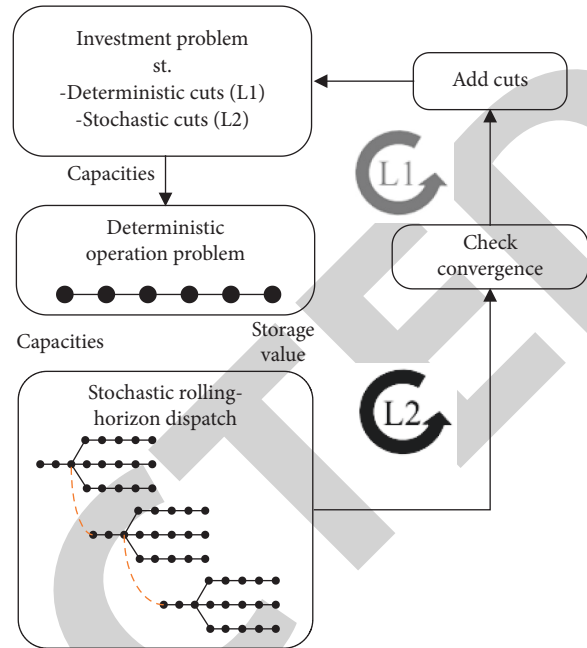 Investment problem
st.
-Deterministic cuts (L1)
-Stochastic cuts (L2)
Add cuts
Capacities
L1
Deterministic
operation problem
Check
convergence
Capacities
Storage
value
Stochastic rolling-
horizon dispatch
L2